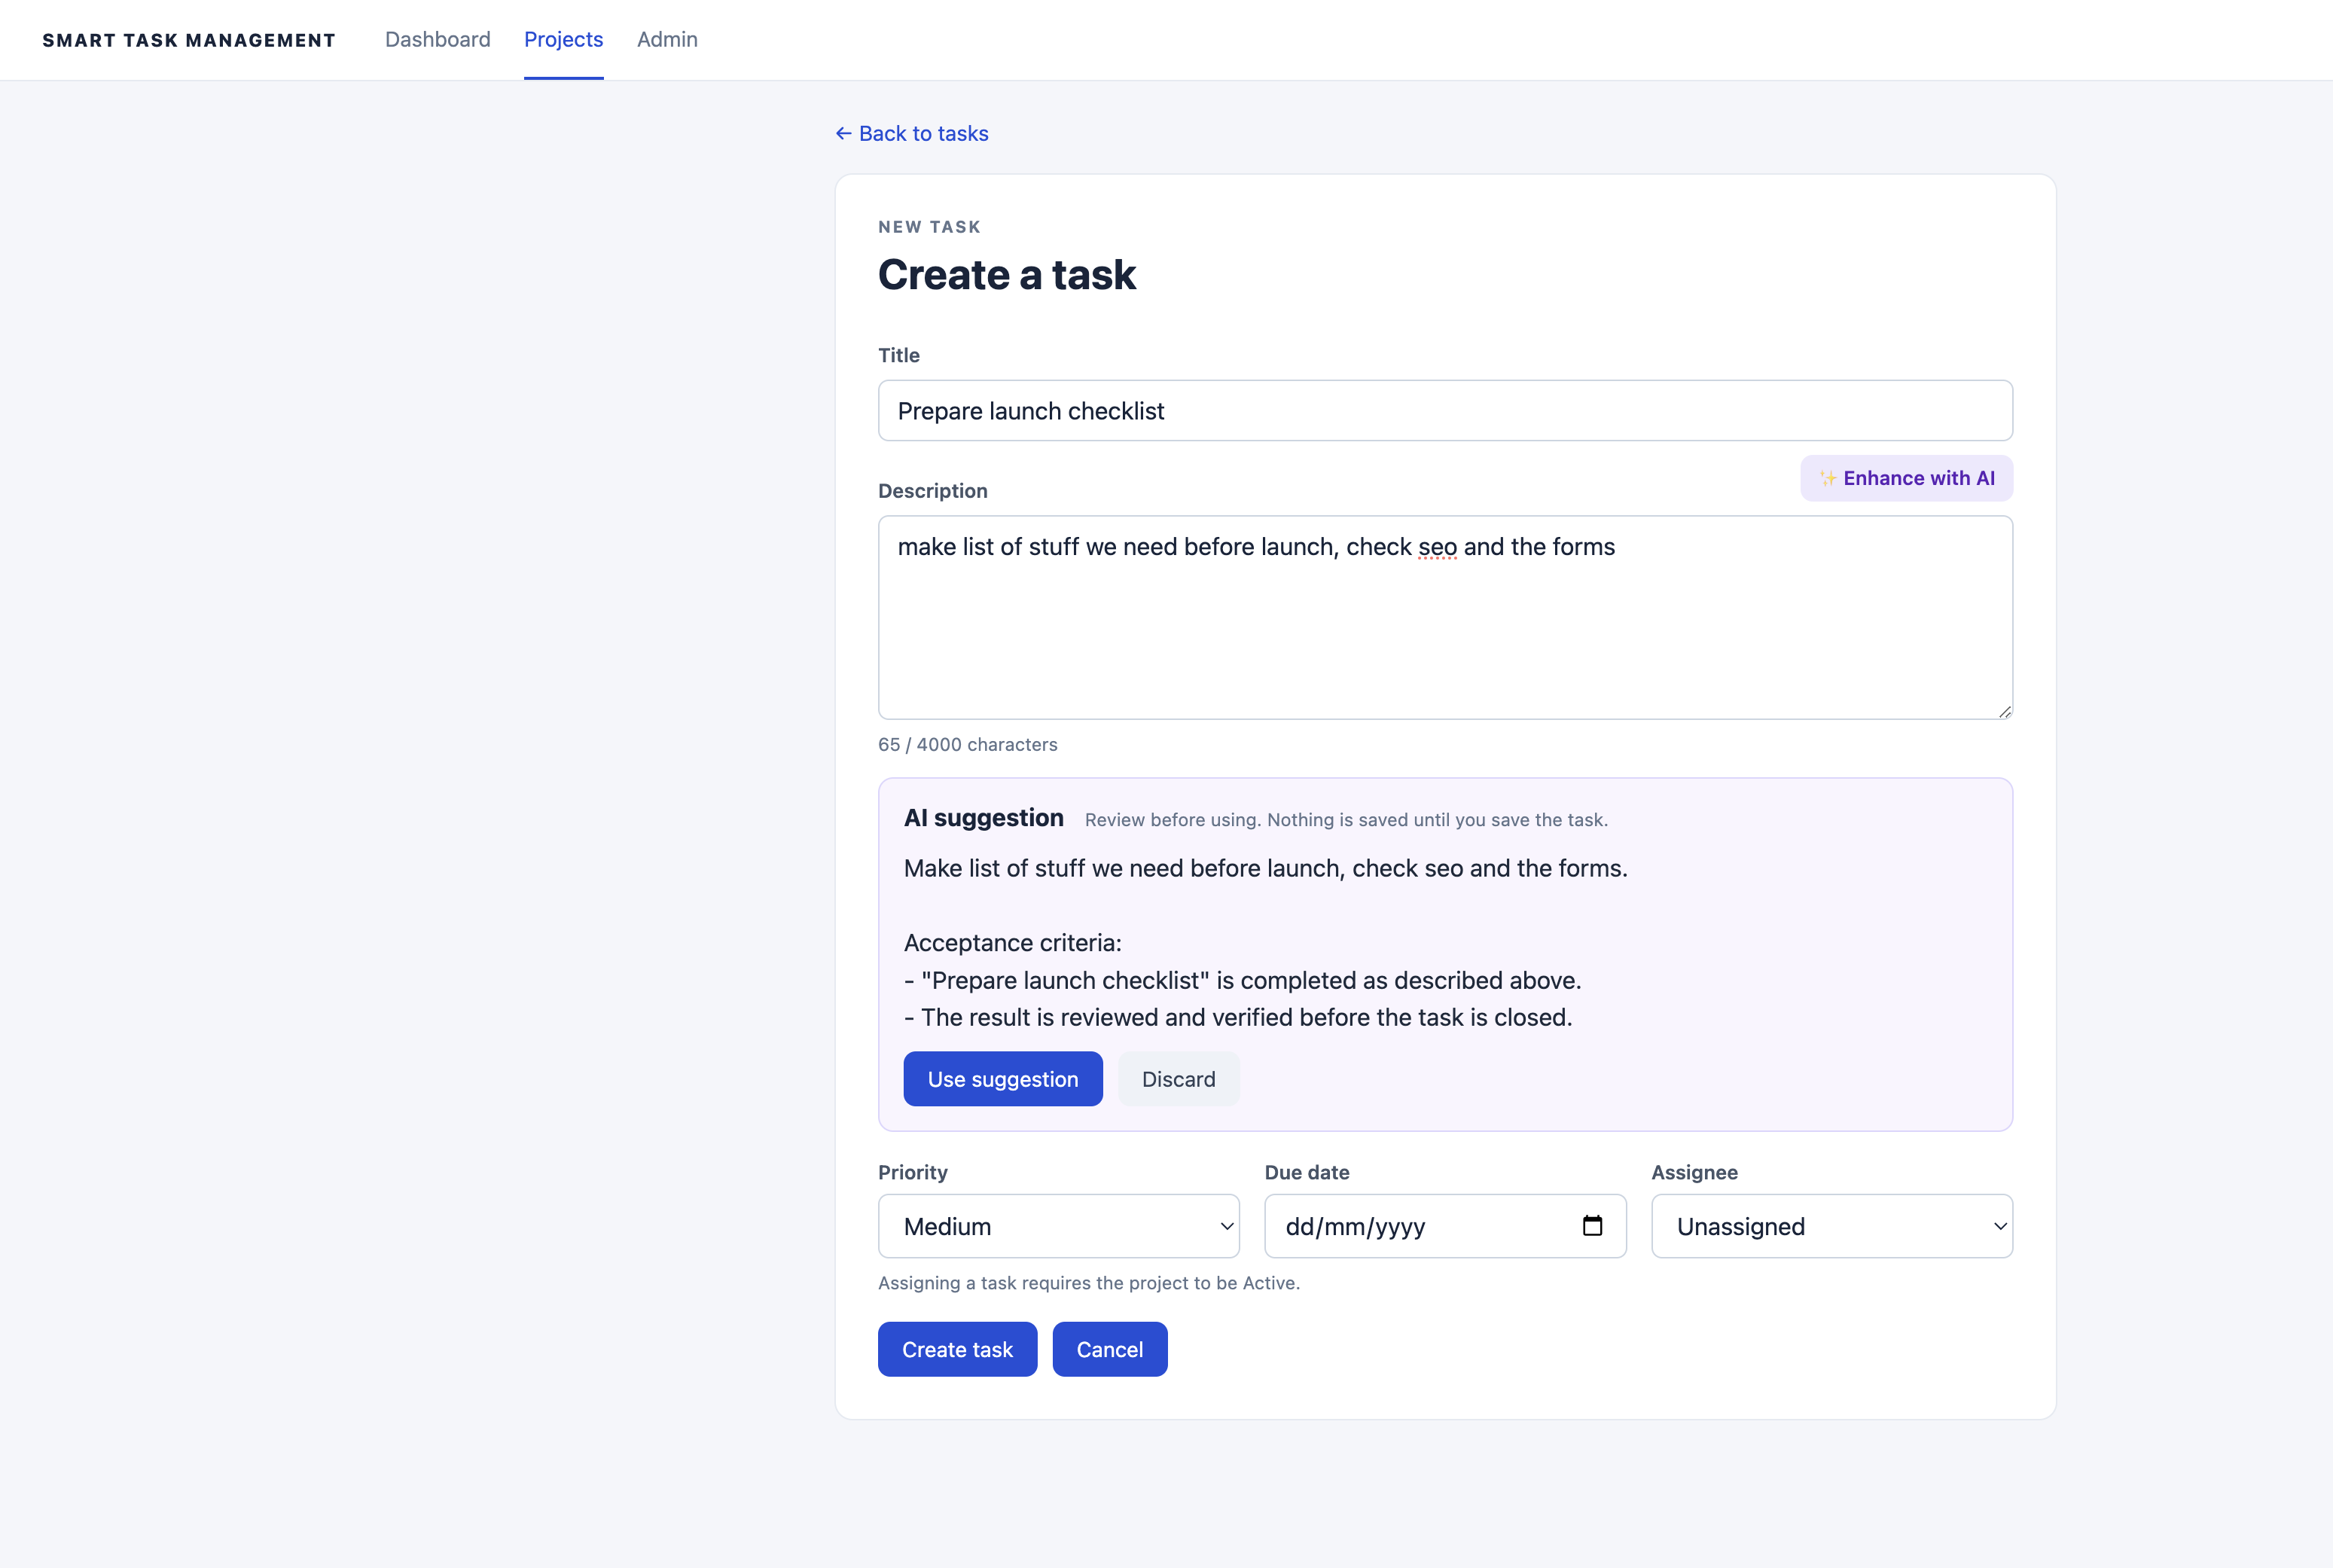 SMART TASK MANAGEMENT Dashboard Projects Admin
← Back to tasks
NEW TASK
Create a task
Title
Prepare launch checklist
Description
✨ Enhance with AI
make list of stuff we need before launch, check seo and the forms
65 / 4000 characters
AI suggestion Review before using. Nothing is saved until you save the task.
Make list of stuff we need before launch, check seo and the forms.
Acceptance criteria:
- "Prepare launch checklist" is completed as described above.
- The result is reviewed and verified before the task is closed.
Use suggestion Discard
Priority Due date Assignee
Medium dd/mm/yyyy Unassigned
Assigning a task requires the project to be Active.
Create task Cancel